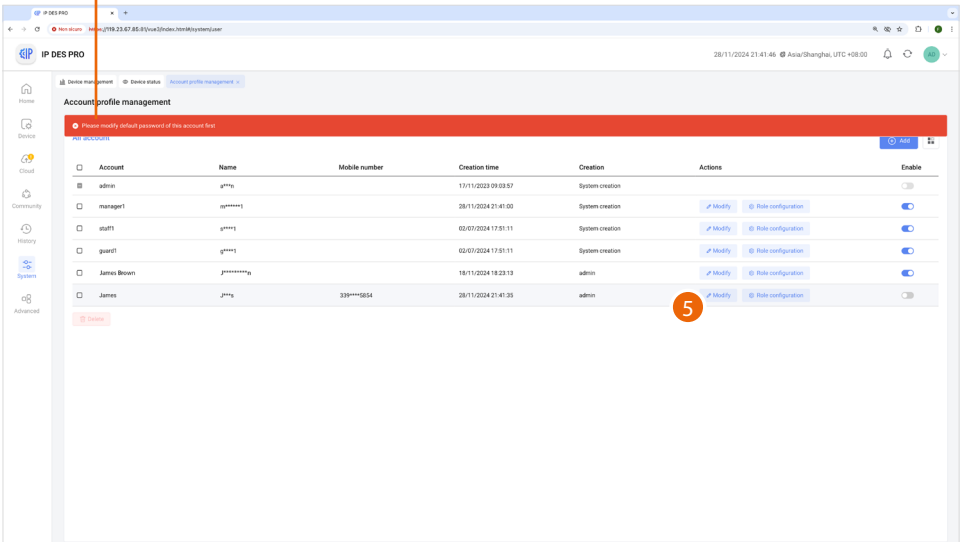 IP DES PRO
Not secure https://119.23.67.85:01/vue3/index.html#/system/user
IP DES PRO
28/11/2024 21:41:46 @ Asia/Shanghai, UTC +08:00
AD
Device management Device status Account profile management ×
Home
Account profile management
Please modify default password of this account first
All account
Add
Device
Account Name Mobile number Creation time Creation Actions Enable
Cloud
admin a***n 17/11/2023 09:03:57 System creation
Community
manager1 m******1 28/11/2024 21:41:00 System creation Modify Role configuration
staff1 s****1 02/07/2024 17:51:11 System creation Modify Role configuration
History
guard1 g****1 02/07/2024 17:51:11 System creation Modify Role configuration
System
James Brown J*********n 18/11/2024 18:23:13 admin Modify Role configuration
James J***s 339****5854 28/11/2024 21:41:35 admin Modify Role configuration
5
Advanced
Delete